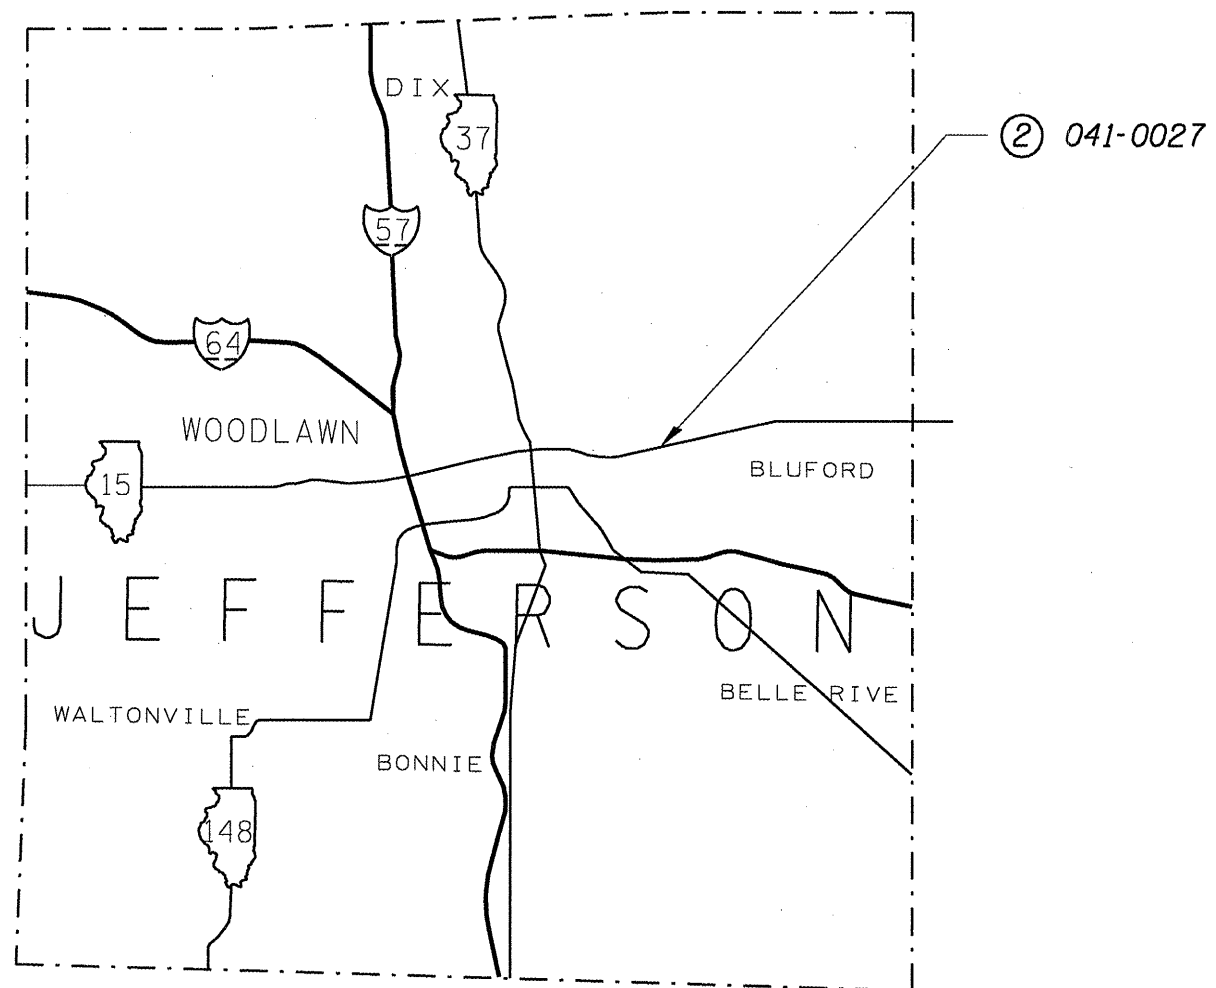 DIX
37
2 041-0027
57
64
WOODLAWN
15
BLUFORD
JEFFERSON
BELLE RIVE
WALTONVILLE
BONNIE
148